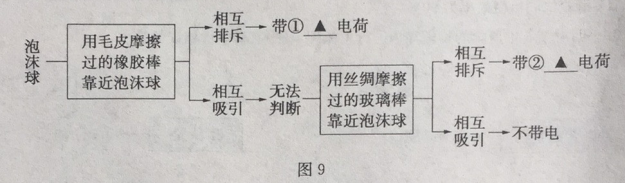 泡沫球
用毛皮摩擦
过的橡胶棒
靠近泡沫球
相互
排斥
带① ▲ 电荷
相互
吸引
无法
判断
用丝绸摩擦
过的玻璃棒
靠近泡沫球
相互
排斥
带② ▲ 电荷
相互
吸引
不带电
图9